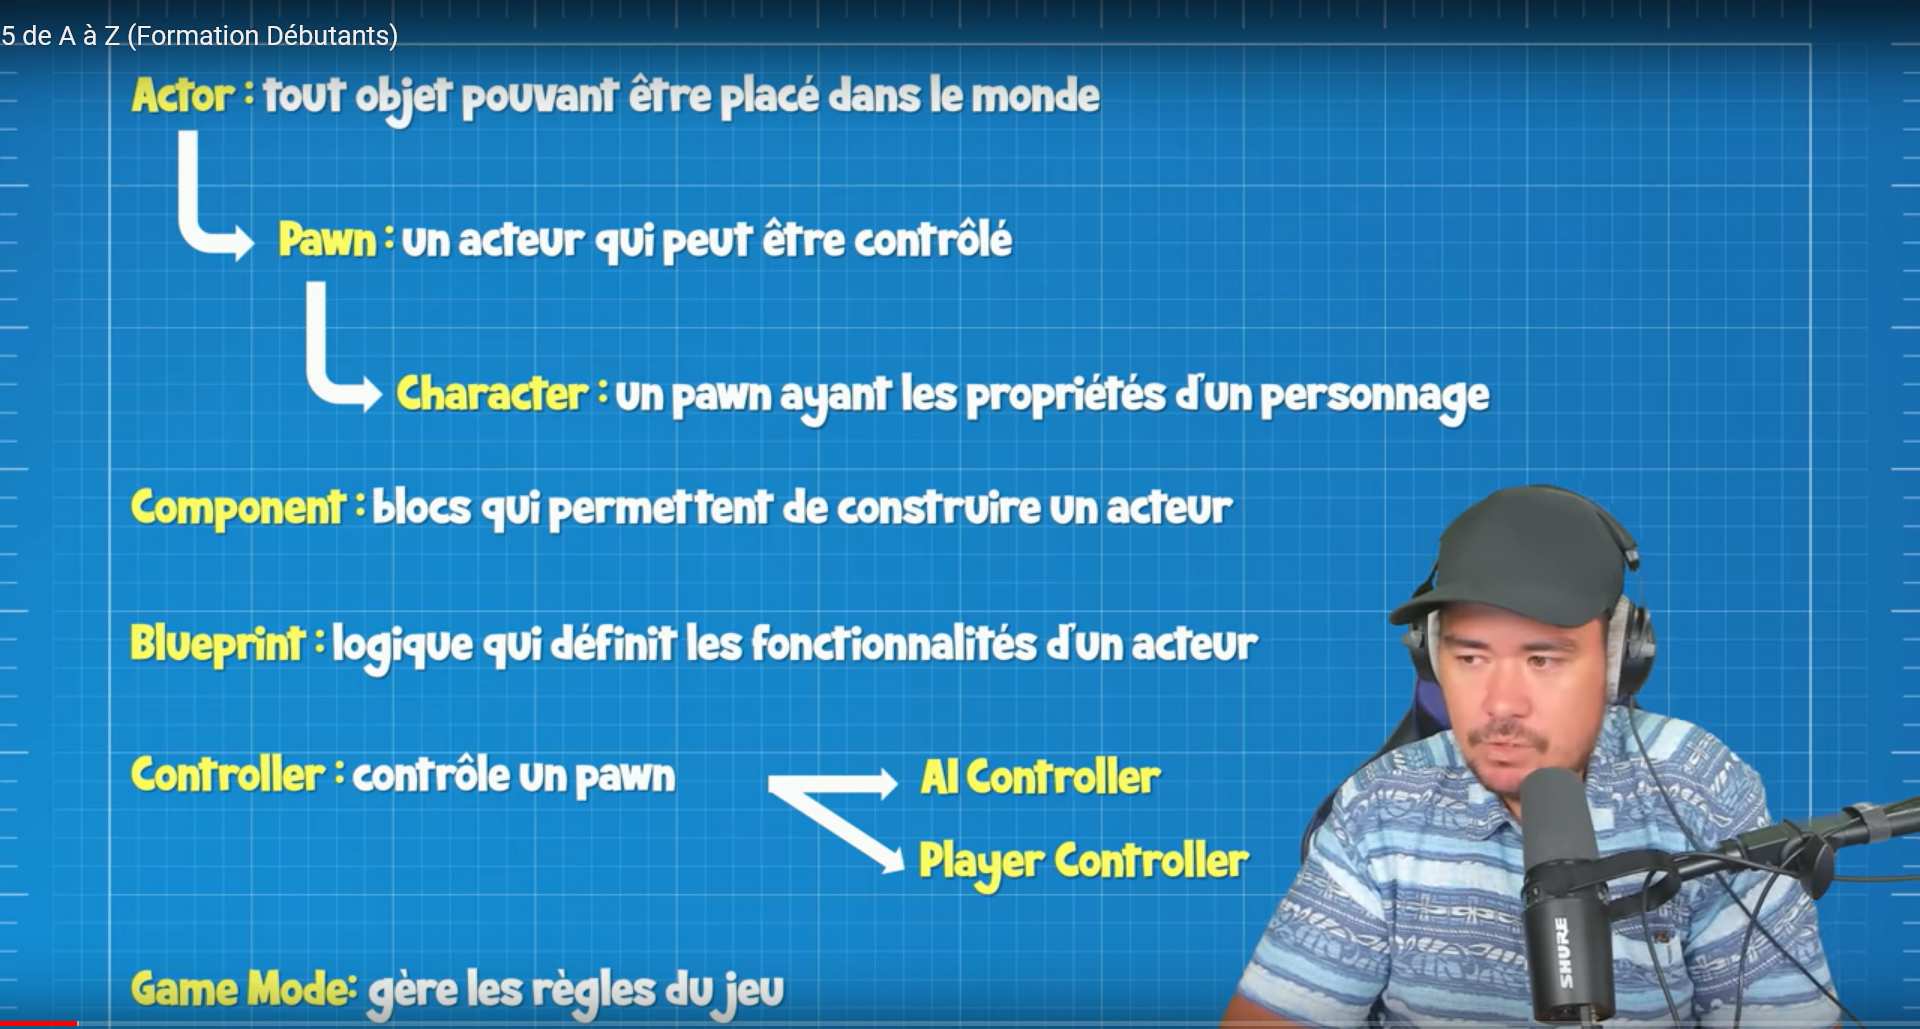 5 de A à Z (Formation Débutants)
Actor : tout objet pouvant être placé dans le monde
Pawn : un acteur qui peut être contrôlé
Character : un pawn ayant les propriétés d'un personnage
Component : blocs qui permettent de construire un acteur
Blueprint : logique qui définit les fonctionnalités d'un acteur
Controller : contrôle un pawn
AI Controller
Player Controller
SHURE
Game Mode: gère les règles du jeu